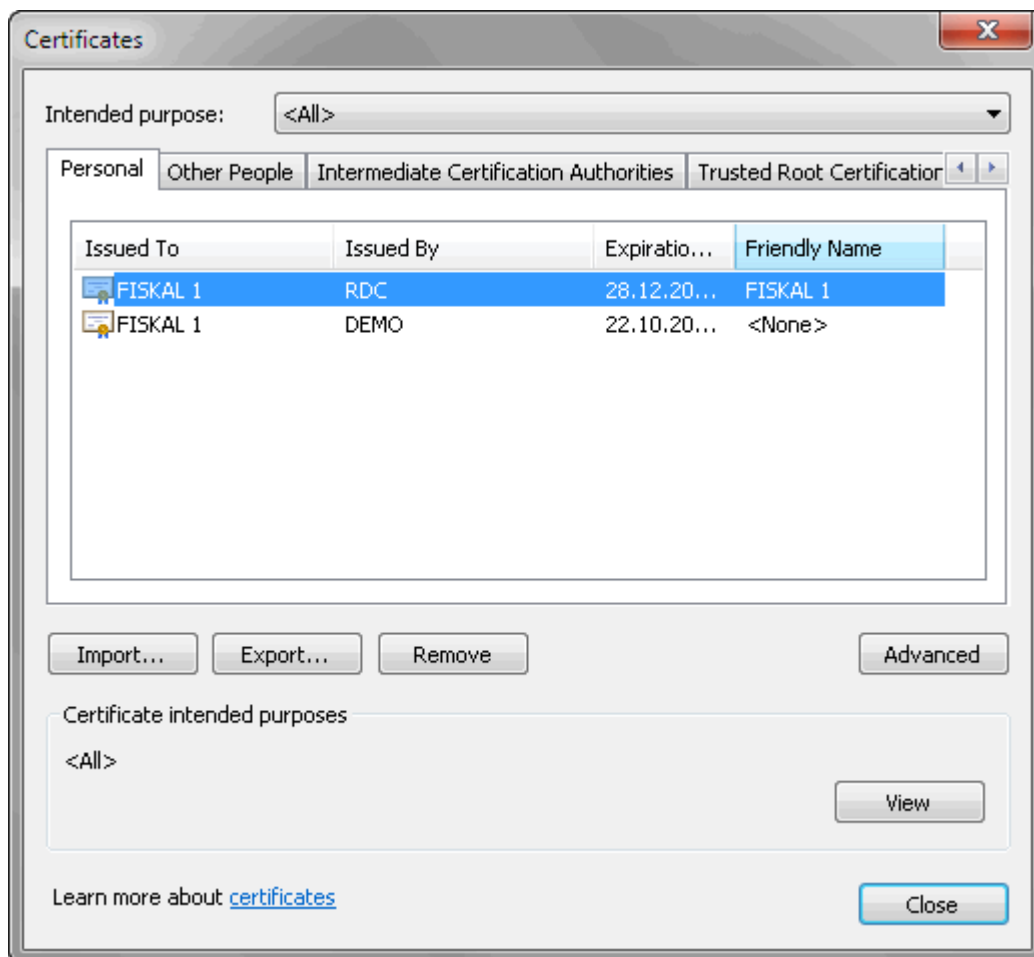 Certificates
Intended purpose: <All>
Personal Other People Intermediate Certification Authorities Trusted Root Certification
Issued To Issued By Expiratio... Friendly Name
FISKAL 1 RDC 28.12.20... FISKAL 1
FISKAL 1 DEMO 22.10.20... <None>
Import... Export... Remove Advanced
Certificate intended purposes
<All>
View
Learn more about certificates
Close